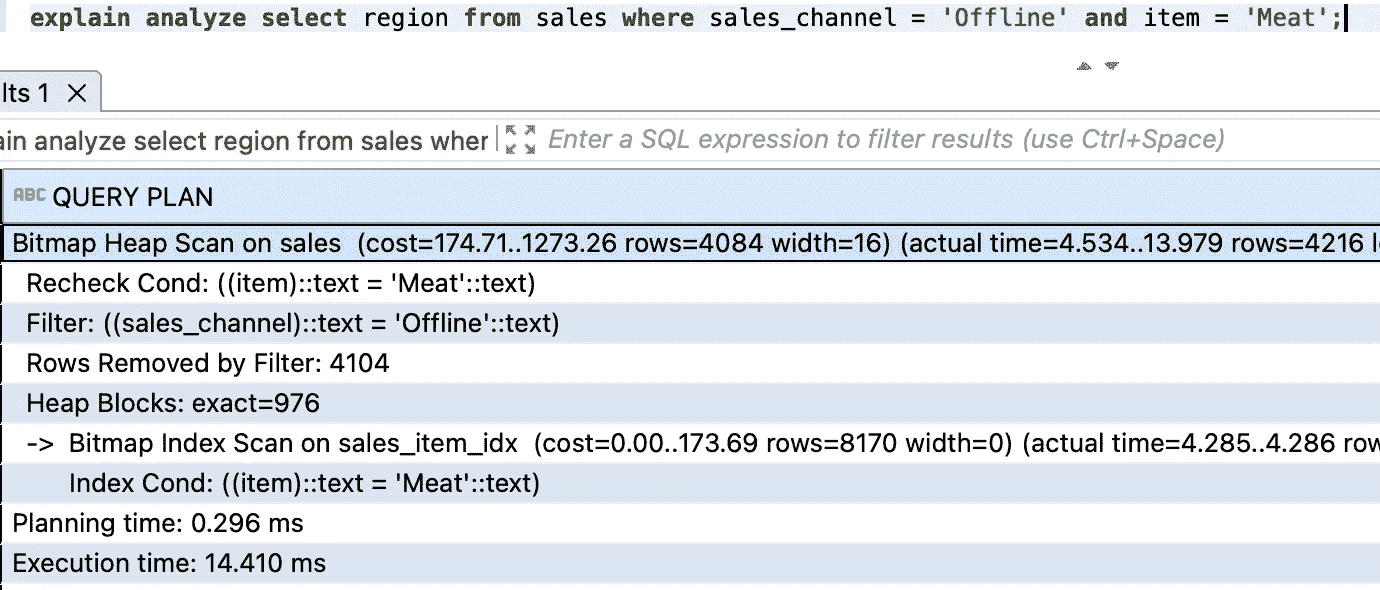 explain analyze select region from sales where sales_channel = 'Offline' and item = 'Meat';
lts 1
ain analyze select region from sales wher Enter a SQL expression to filter results (use Ctrl+Space)
ABC QUERY PLAN
Bitmap Heap Scan on sales (cost=174.71..1273.26 rows=4084 width=16) (actual time=4.534..13.979 rows=4216 l
Recheck Cond: ((item)::text = 'Meat'::text)
Filter: ((sales_channel)::text = 'Offline'::text)
Rows Removed by Filter: 4104
Heap Blocks: exact=976
-> Bitmap Index Scan on sales_item_idx (cost=0.00..173.69 rows=8170 width=0) (actual time=4.285..4.286 row
Index Cond: ((item)::text = 'Meat'::text)
Planning time: 0.296 ms
Execution time: 14.410 ms